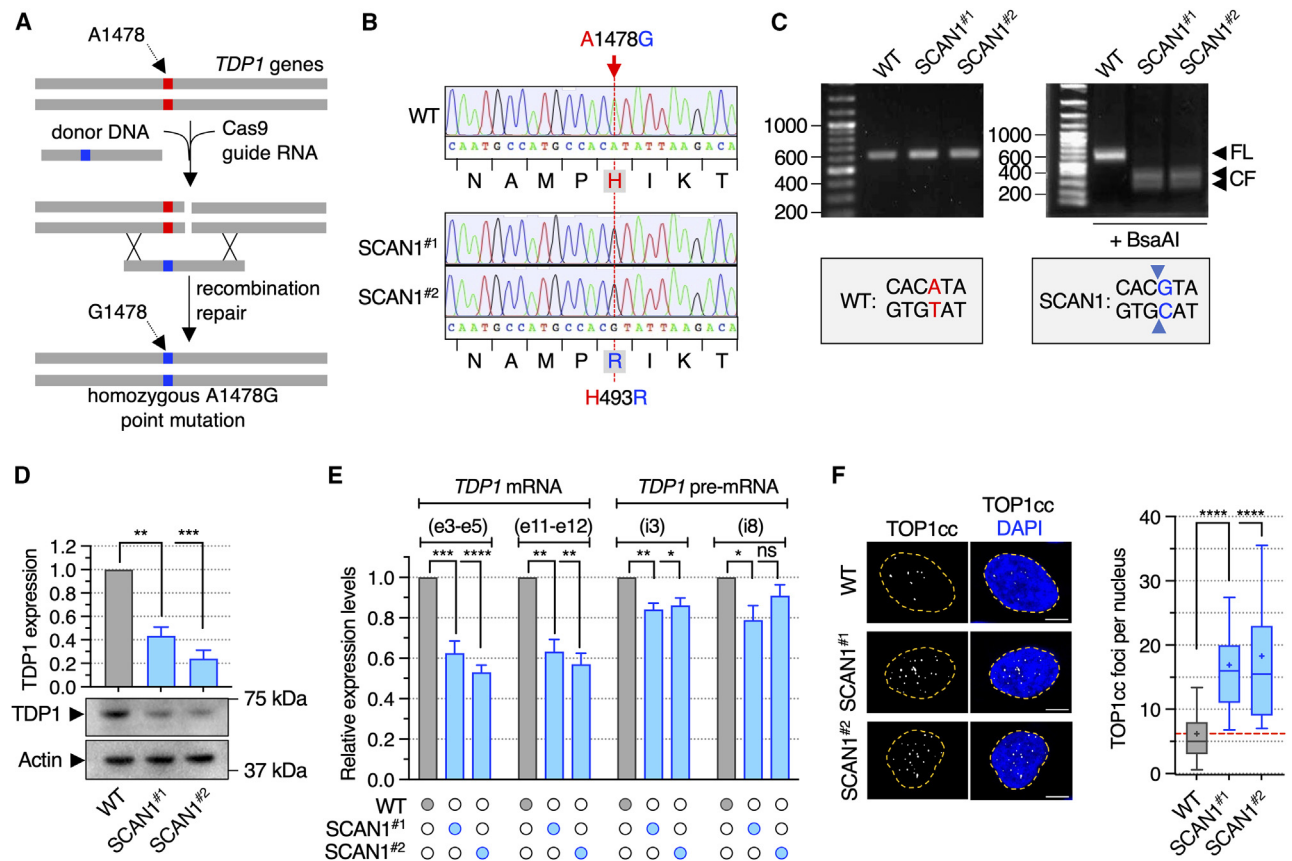 A
A1478
TDP1 genes
donor DNA
Cas9
guide RNA
recombination
repair
G1478
homozygous A1478G
point mutation
B
A1478G
WT
CAATGCCATGCCACATATTAAGACA
N A M P H I K T
SCAN1#1
SCAN1#2
CAATGCCATGCCACGTATTAAGACA
N A M P R I K T
H493R
C
WT SCAN1#1 SCAN1#2
1000
600
400
200
WT: CACATA
GTGTAT
WT SCAN1#1 SCAN1#2
1000
600
400
200
FL
CF
+ BsaAI
SCAN1: CACGTA
GTGCAT
D
** ***
TDP1 expression
1.2
1.0
0.8
0.6
0.4
0.2
0.0
75 kDa
TDP1
Actin
37 kDa
WT SCAN1#1 SCAN1#2
E
TDP1 mRNA TDP1 pre-mRNA
(e3-e5) (e11-e12) (i3) (i8)
*** **** ** ** ** * * ns
Relative expression levels
1.0
0.8
0.6
0.4
0.2
0.0
WT
SCAN1#1
SCAN1#2
F
TOP1cc
TOP1cc
DAPI
WT
SCAN1#1
SCAN1#2
**** ****
TOP1cc foci per nucleus
40
30
20
10
0
WT SCAN1#1 SCAN1#2